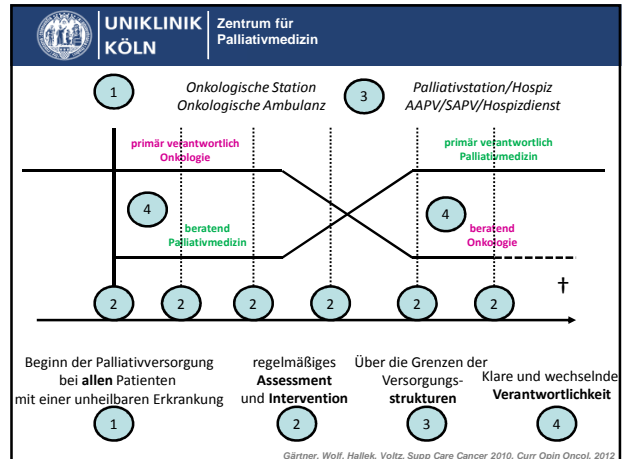 UNIKLINIK
KÖLN
Zentrum für
Palliativmedizin
1
Onkologische Station
Onkologische Ambulanz
3
Palliativstation/Hospiz
AAPV/SAPV/Hospizdienst
primär verantwortlich
Onkologie
primär verantwortlich
Palliativmedizin
4
beratend
Palliativmedizin
4
beratend
Onkologie
†
2
2
2
2
2
2
Beginn der Palliativversorgung
bei allen Patienten
mit einer unheilbaren Erkrankung
1
regelmäßiges
Assessment
und Intervention
2
Über die Grenzen der
Versorgungs-
strukturen
3
Klare und wechselnde
Verantwortlichkeit
4
Gärtner, Wolf, Hallek, Voltz, Supp Care Cancer 2010, Curr Opin Oncol, 2012